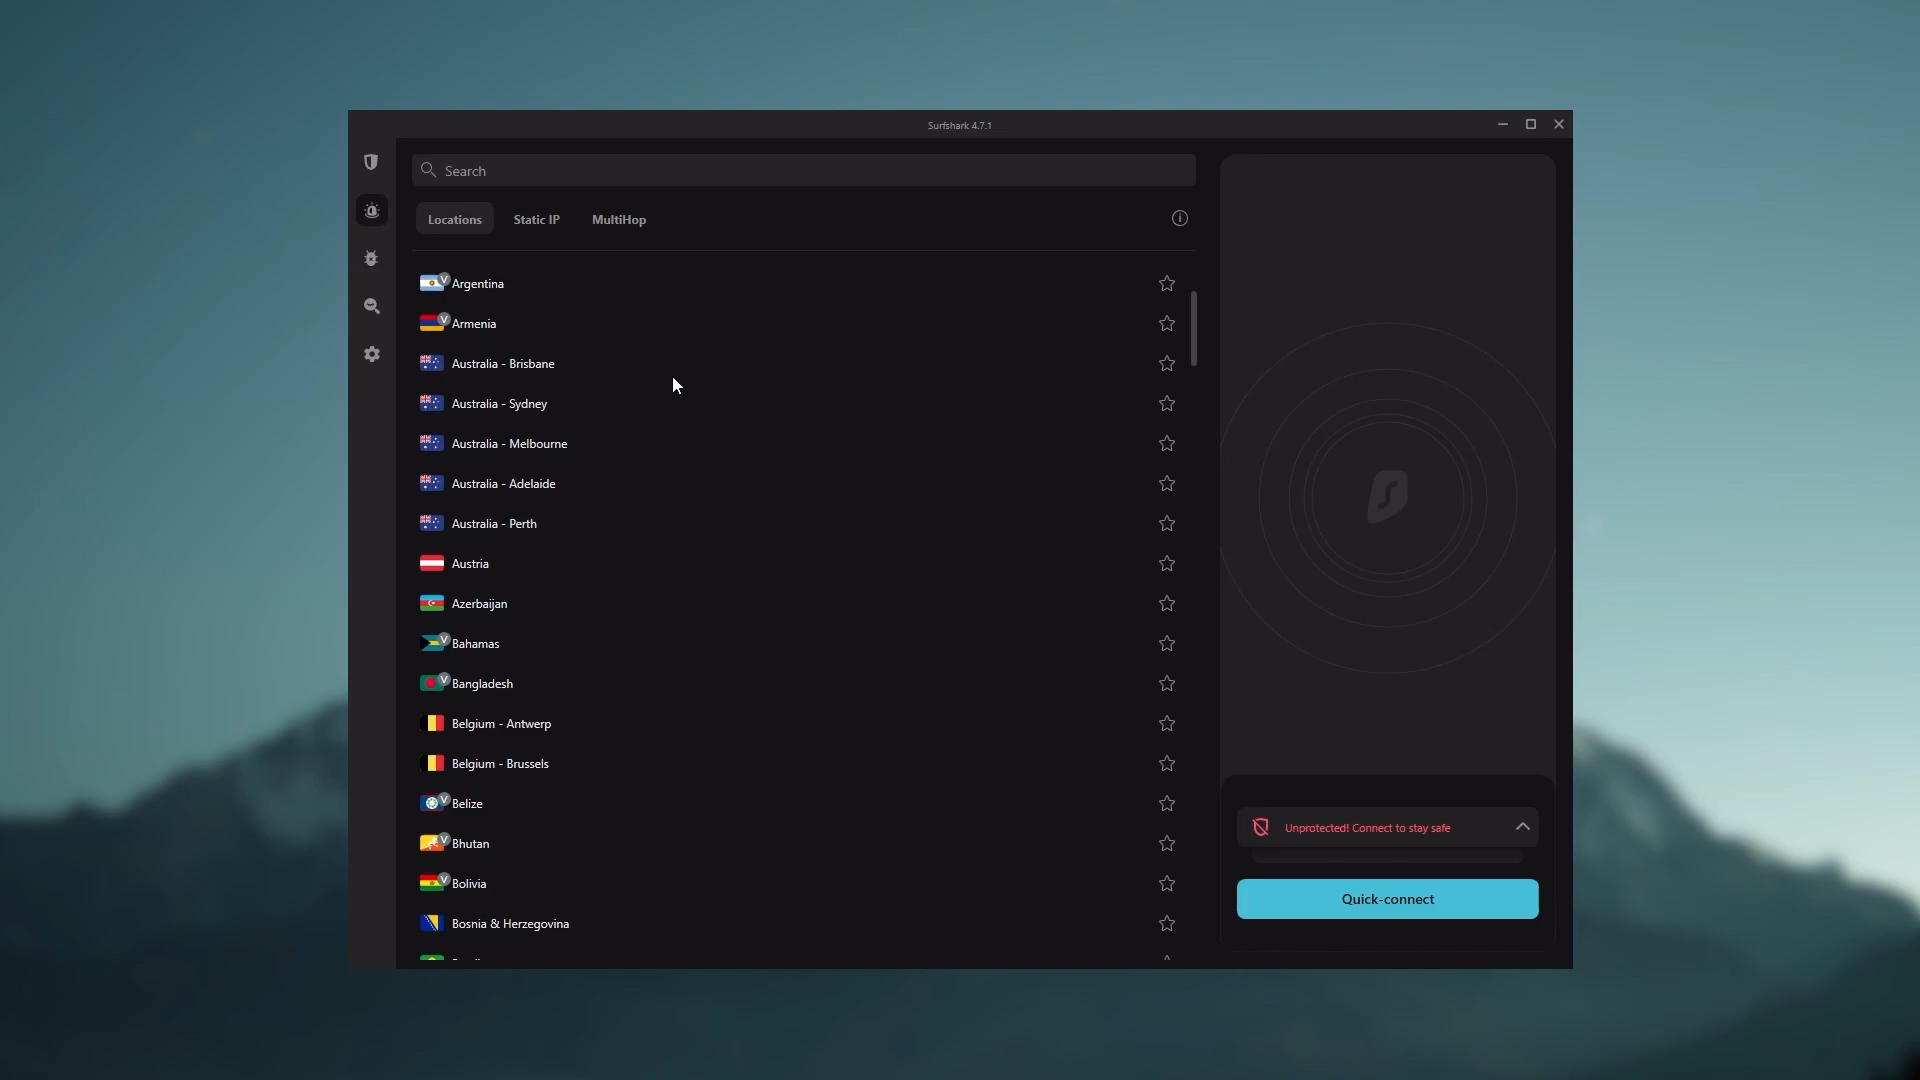 Surfshark 4.7.1
Search
Locations Static IP MultiHop
V Argentina
V Armenia
Australia - Brisbane
Australia - Sydney
Australia - Melbourne
Australia - Adelaide
Australia - Perth
Austria
Azerbaijan
V Bahamas
V Bangladesh
Belgium - Antwerp
Belgium - Brussels
V Belize
V Bhutan
V Bolivia
Bosnia & Herzegovina
Unprotected! Connect to stay safe
Quick-connect